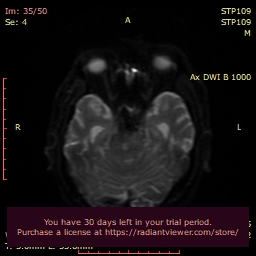 Im: 35/50
Se: 4
A
STP109
STP109
M
Ax DWI B 1000
R
L
You have 30 days left in your trial period.
Purchase a license at https://radiantviewer.com/store/